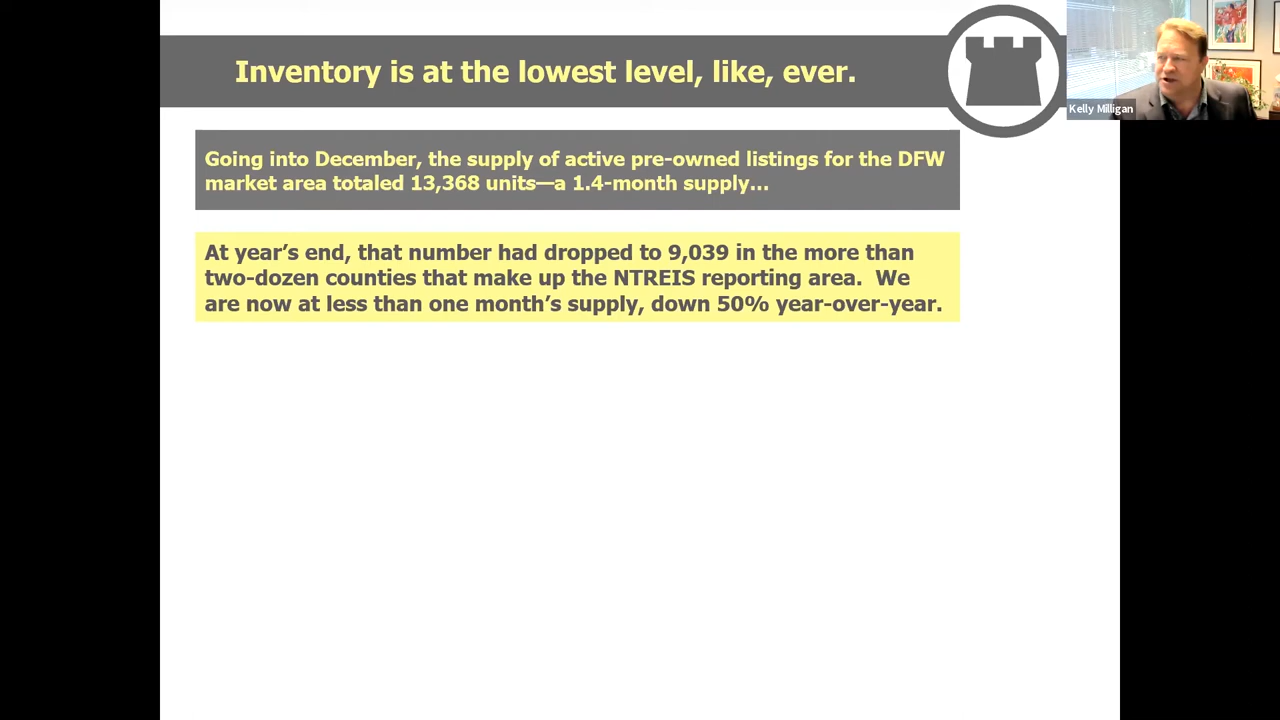 Inventory is at the lowest level, like, ever.
Kelly Milligan
Going into December, the supply of active pre-owned listings for the DFW
market area totaled 13,368 units—a 1.4-month supply...
At year’s end, that number had dropped to 9,039 in the more than
two-dozen counties that make up the NTREIS reporting area.  We
are now at less than one month’s supply, down 50% year-over-year.